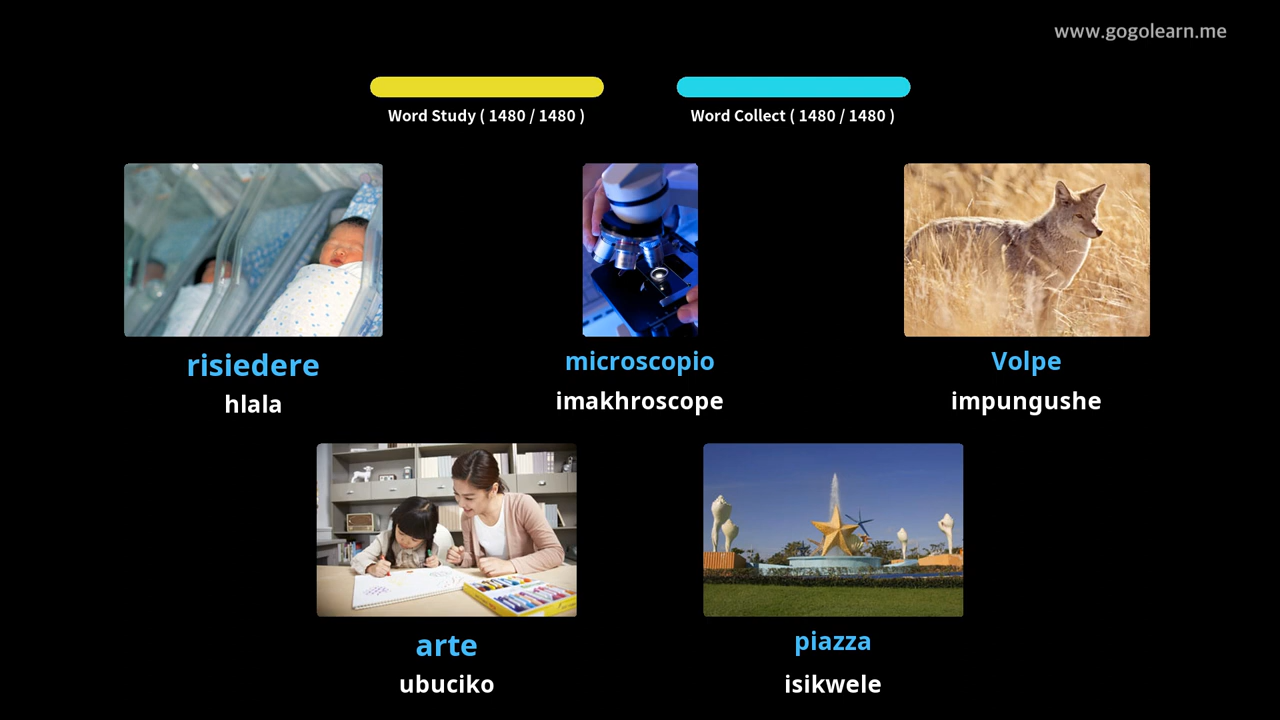 www.gogolearn.me
Word Study ( 1480 / 1480 )
Word Collect ( 1480 / 1480 )
risiedere
hlala
microscopio
imakhroscope
Volpe
impungushe
arte
ubuciko
piazza
isikwele